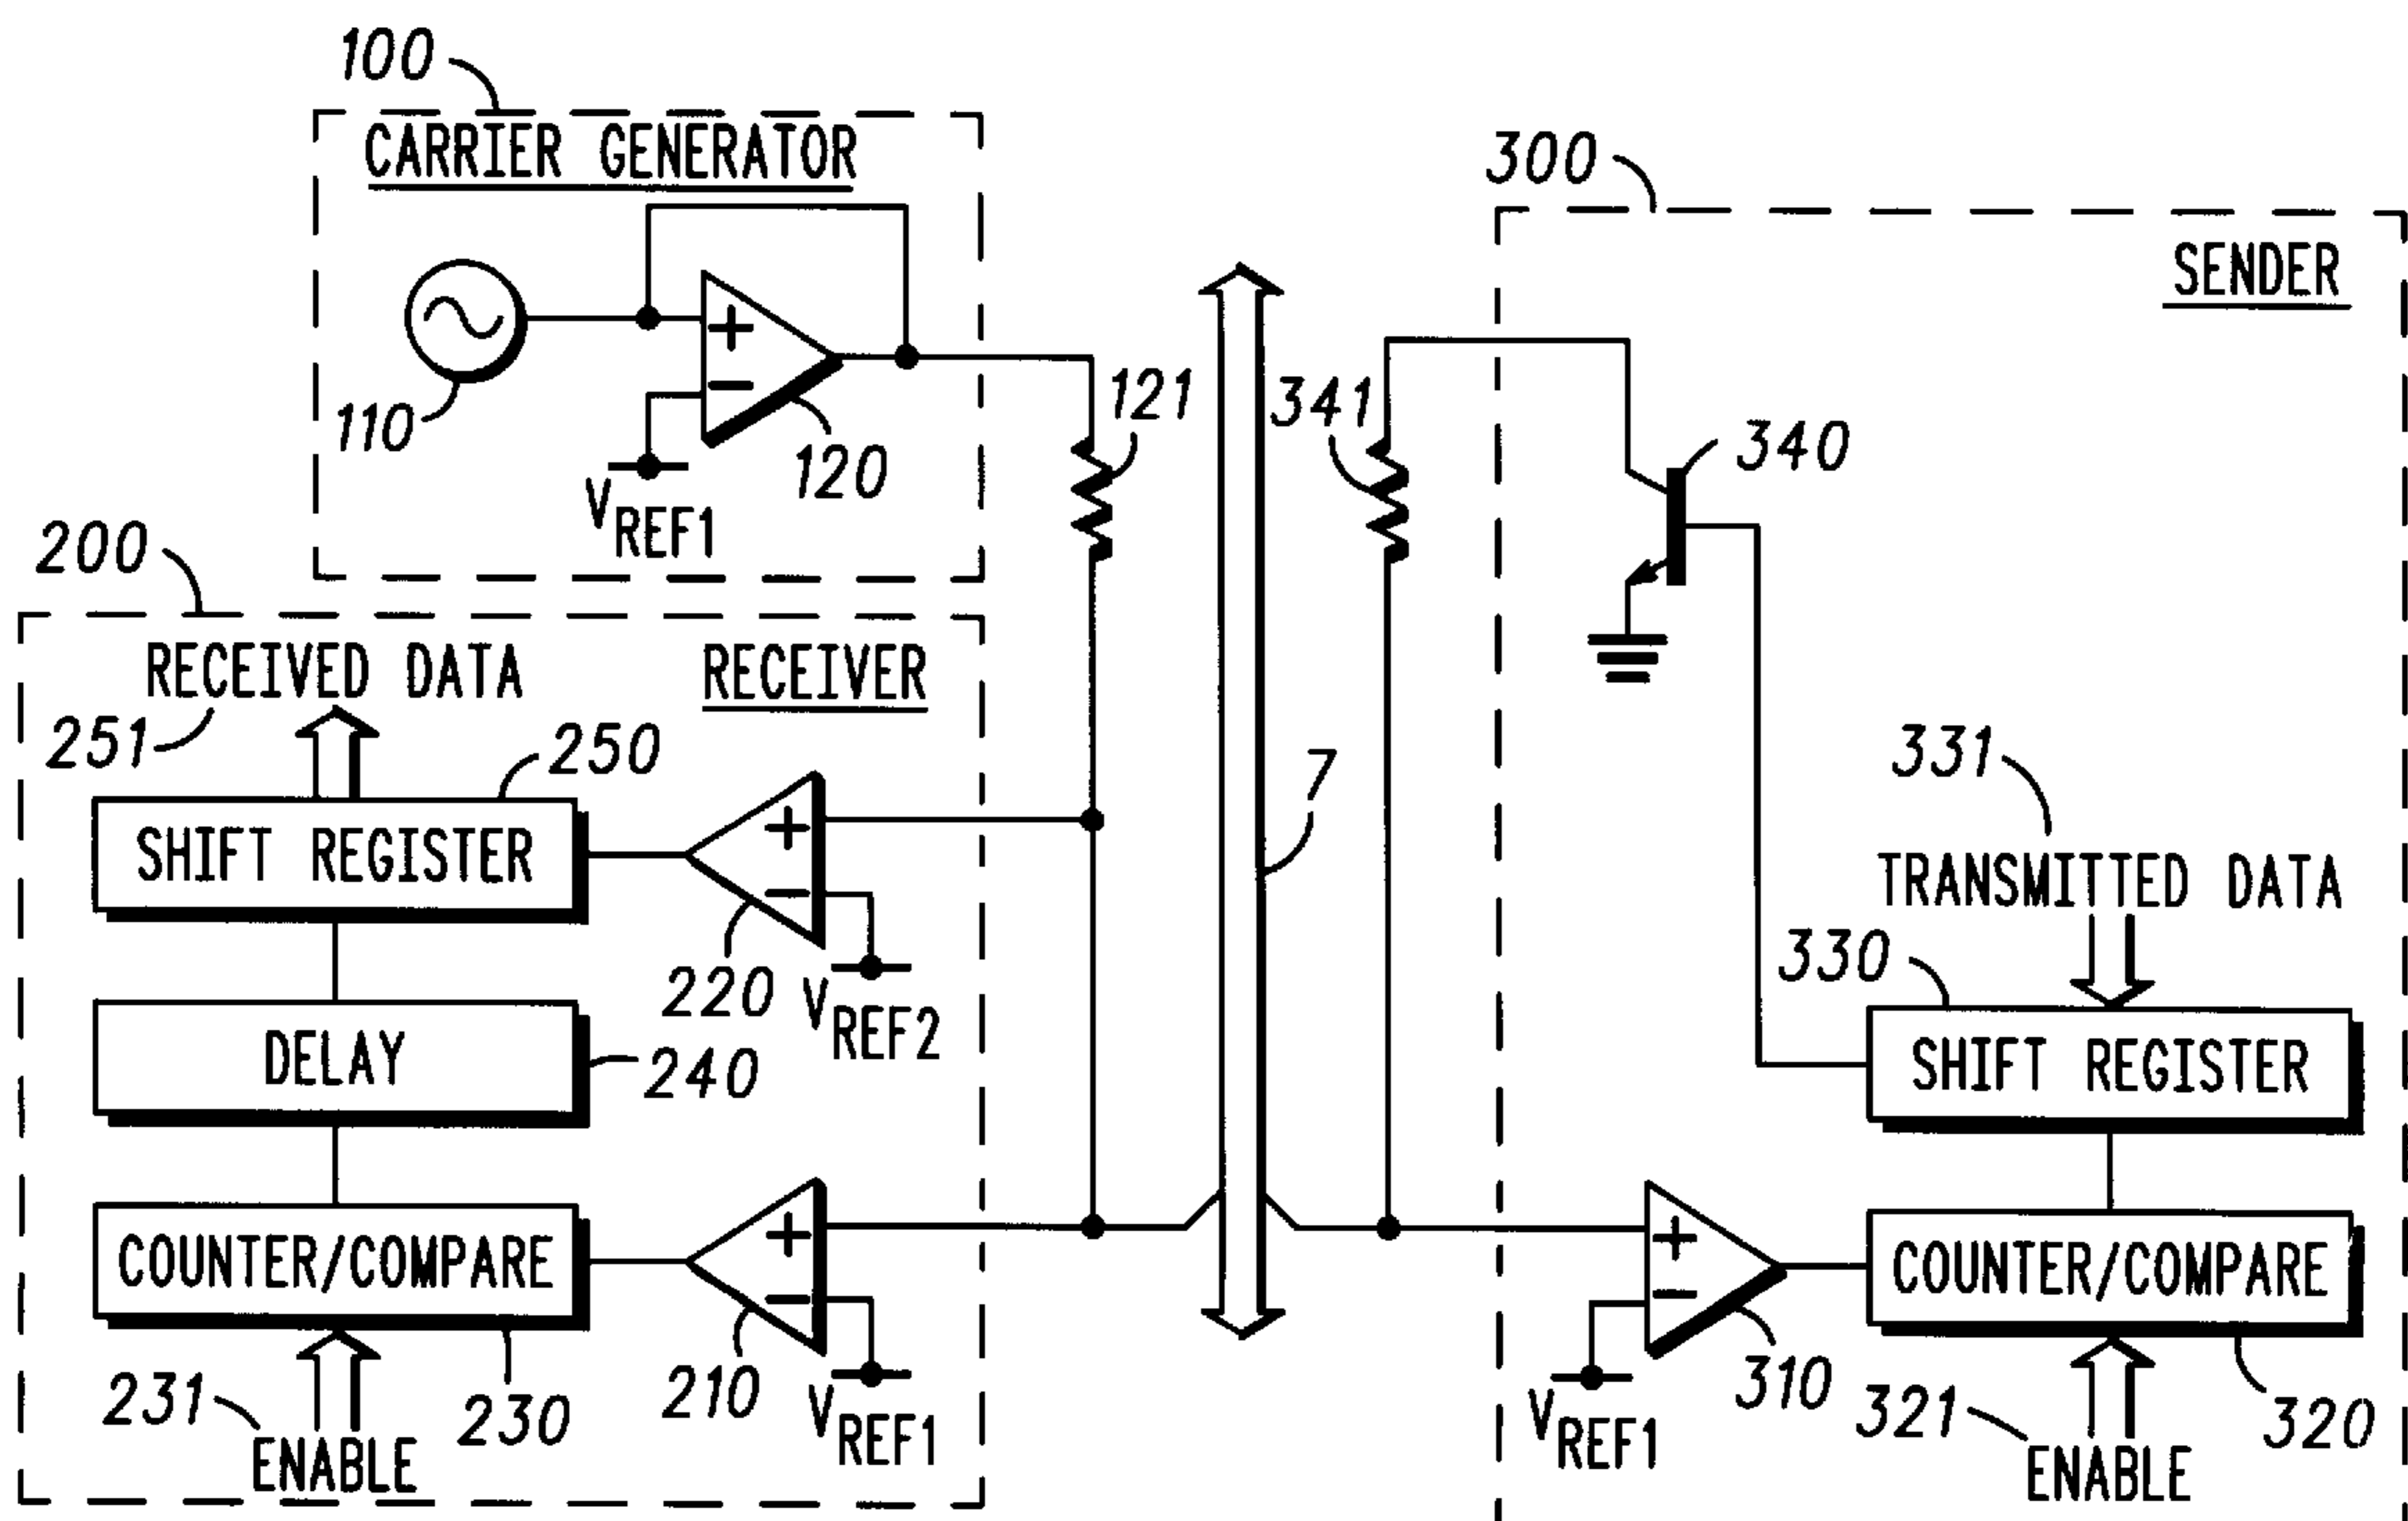 100
CARRIER GENERATOR
110
+
−
120
VREF1
121
341
7
300
SENDER
340
331
TRANSMITTED DATA
330
SHIFT REGISTER
COUNTER/COMPARE
320
321
ENABLE
+
−
310
VREF1
200
RECEIVED DATA
RECEIVER
251
250
SHIFT REGISTER
+
−
220
VREF2
DELAY
240
COUNTER/COMPARE
+
−
210
VREF1
231
230
ENABLE